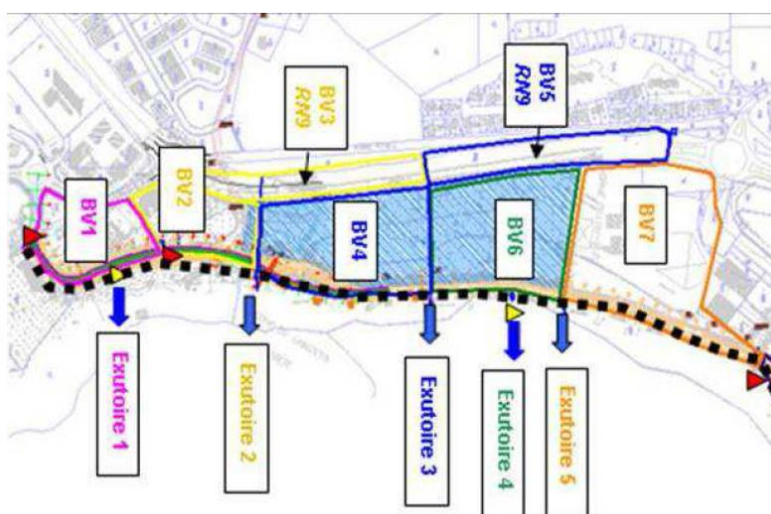 BV1
BV2
BV3
RN9
BV4
BV5
RN9
BV6
BV7
Exutoire 1
Exutoire 2
Exutoire 3
Exutoire 4
Exutoire 5